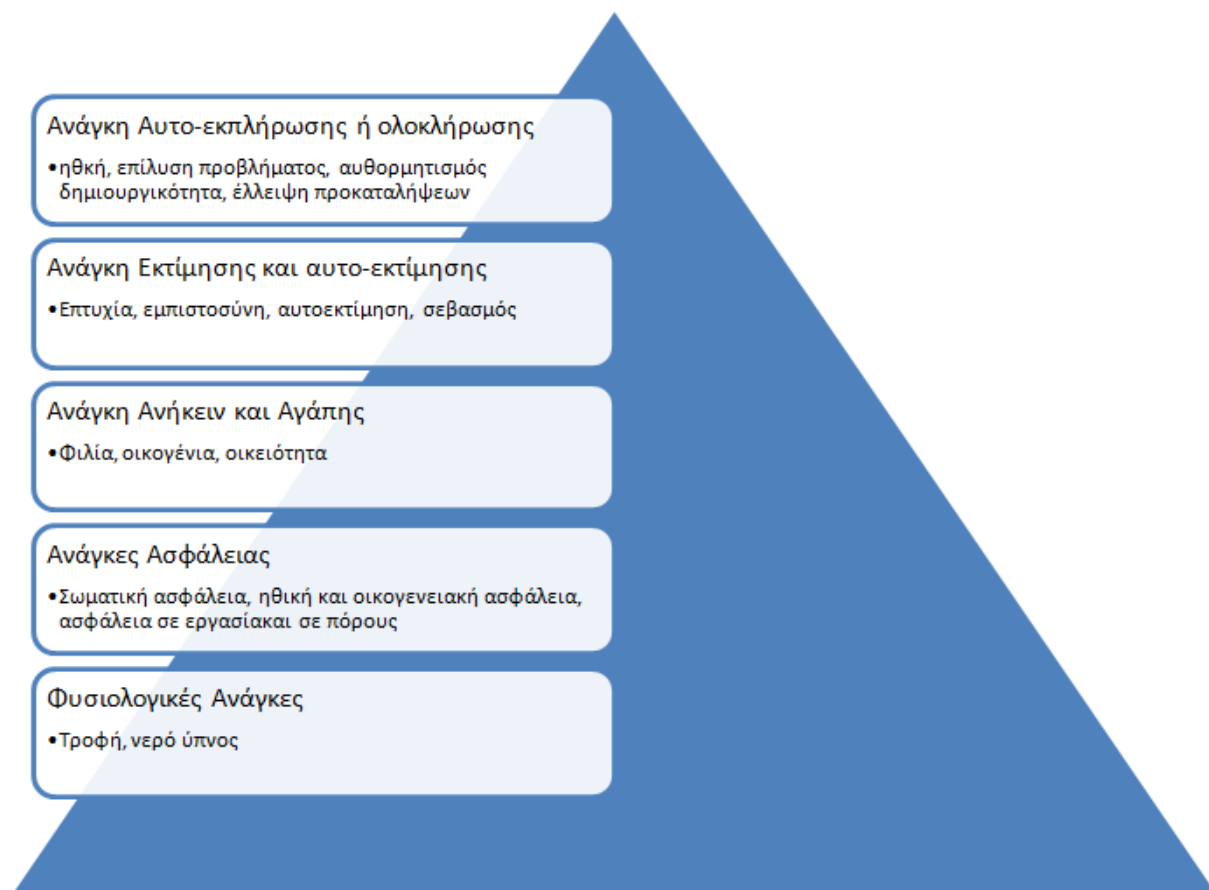 Ανάγκη Αυτο-εκπλήρωσης ή ολοκλήρωσης
•ηθκή, επίλυση προβλήματος, αυθορμητισμός
δημιουργικότητα, έλλειψη προκαταλήψεων
Ανάγκη Εκτίμησης και αυτο-εκτίμησης
•Επτυχία, εμπιστοσύνη, αυτοεκτίμηση, σεβασμός
Ανάγκη Ανήκειν και Αγάπης
•Φιλία, οικογένια, οικειότητα
Ανάγκες Ασφάλειας
•Σωματική ασφάλεια, ηθική και οικογενειακή ασφάλεια,
ασφάλεια σε εργασίακαι σε πόρους
Φυσιολογικές Ανάγκες
•Τροφή, νερό ύπνος